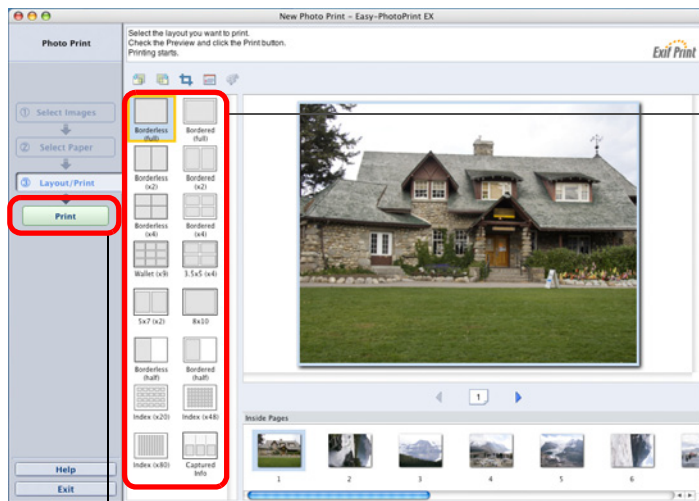 New Photo Print - Easy-PhotoPrint EX
Photo Print
Select the layout you want to print.
Check the Preview and click the Print button.
Printing starts.
Exif Print
① Select Images
② Select Paper
③ Layout/Print
Print
Borderless
(full)
Bordered
(full)
Borderless
(x2)
Bordered
(x2)
Borderless
(x4)
Bordered
(x4)
Wallet (x9)
3.5x5 (x4)
5x7 (x2)
8x10
Borderless
(half)
Bordered
(half)
Index (x20)
Index (x48)
Index (x80)
Captured
Info
1
Inside Pages
1
2
3
4
5
6
Help
Exit